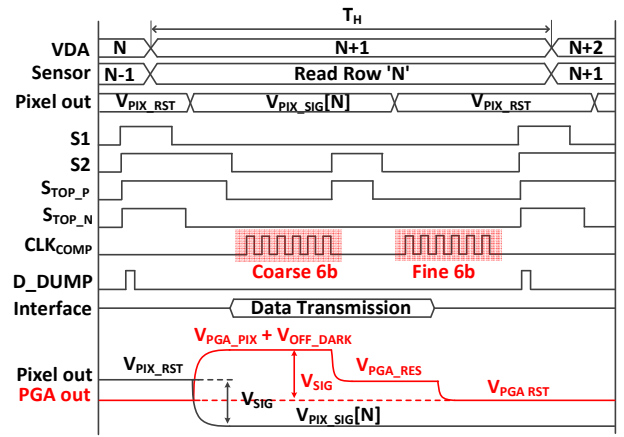 T_H
VDA N N+1 N+2
Sensor N-1 Read Row 'N' N+1
Pixel out V_PIX_RST V_PIX_SIG[N] V_PIX_RST
S1
S2
S_TOP_P
S_TOP_N
CLK_COMP
Coarse 6b Fine 6b
D_DUMP
Interface Data Transmission
V_PGA_PIX + V_OFF_DARK
V_PIX_RST V_PGA_RES
Pixel out V_SIG
PGA out V_SIG V_PGA RST
V_PIX_SIG[N]